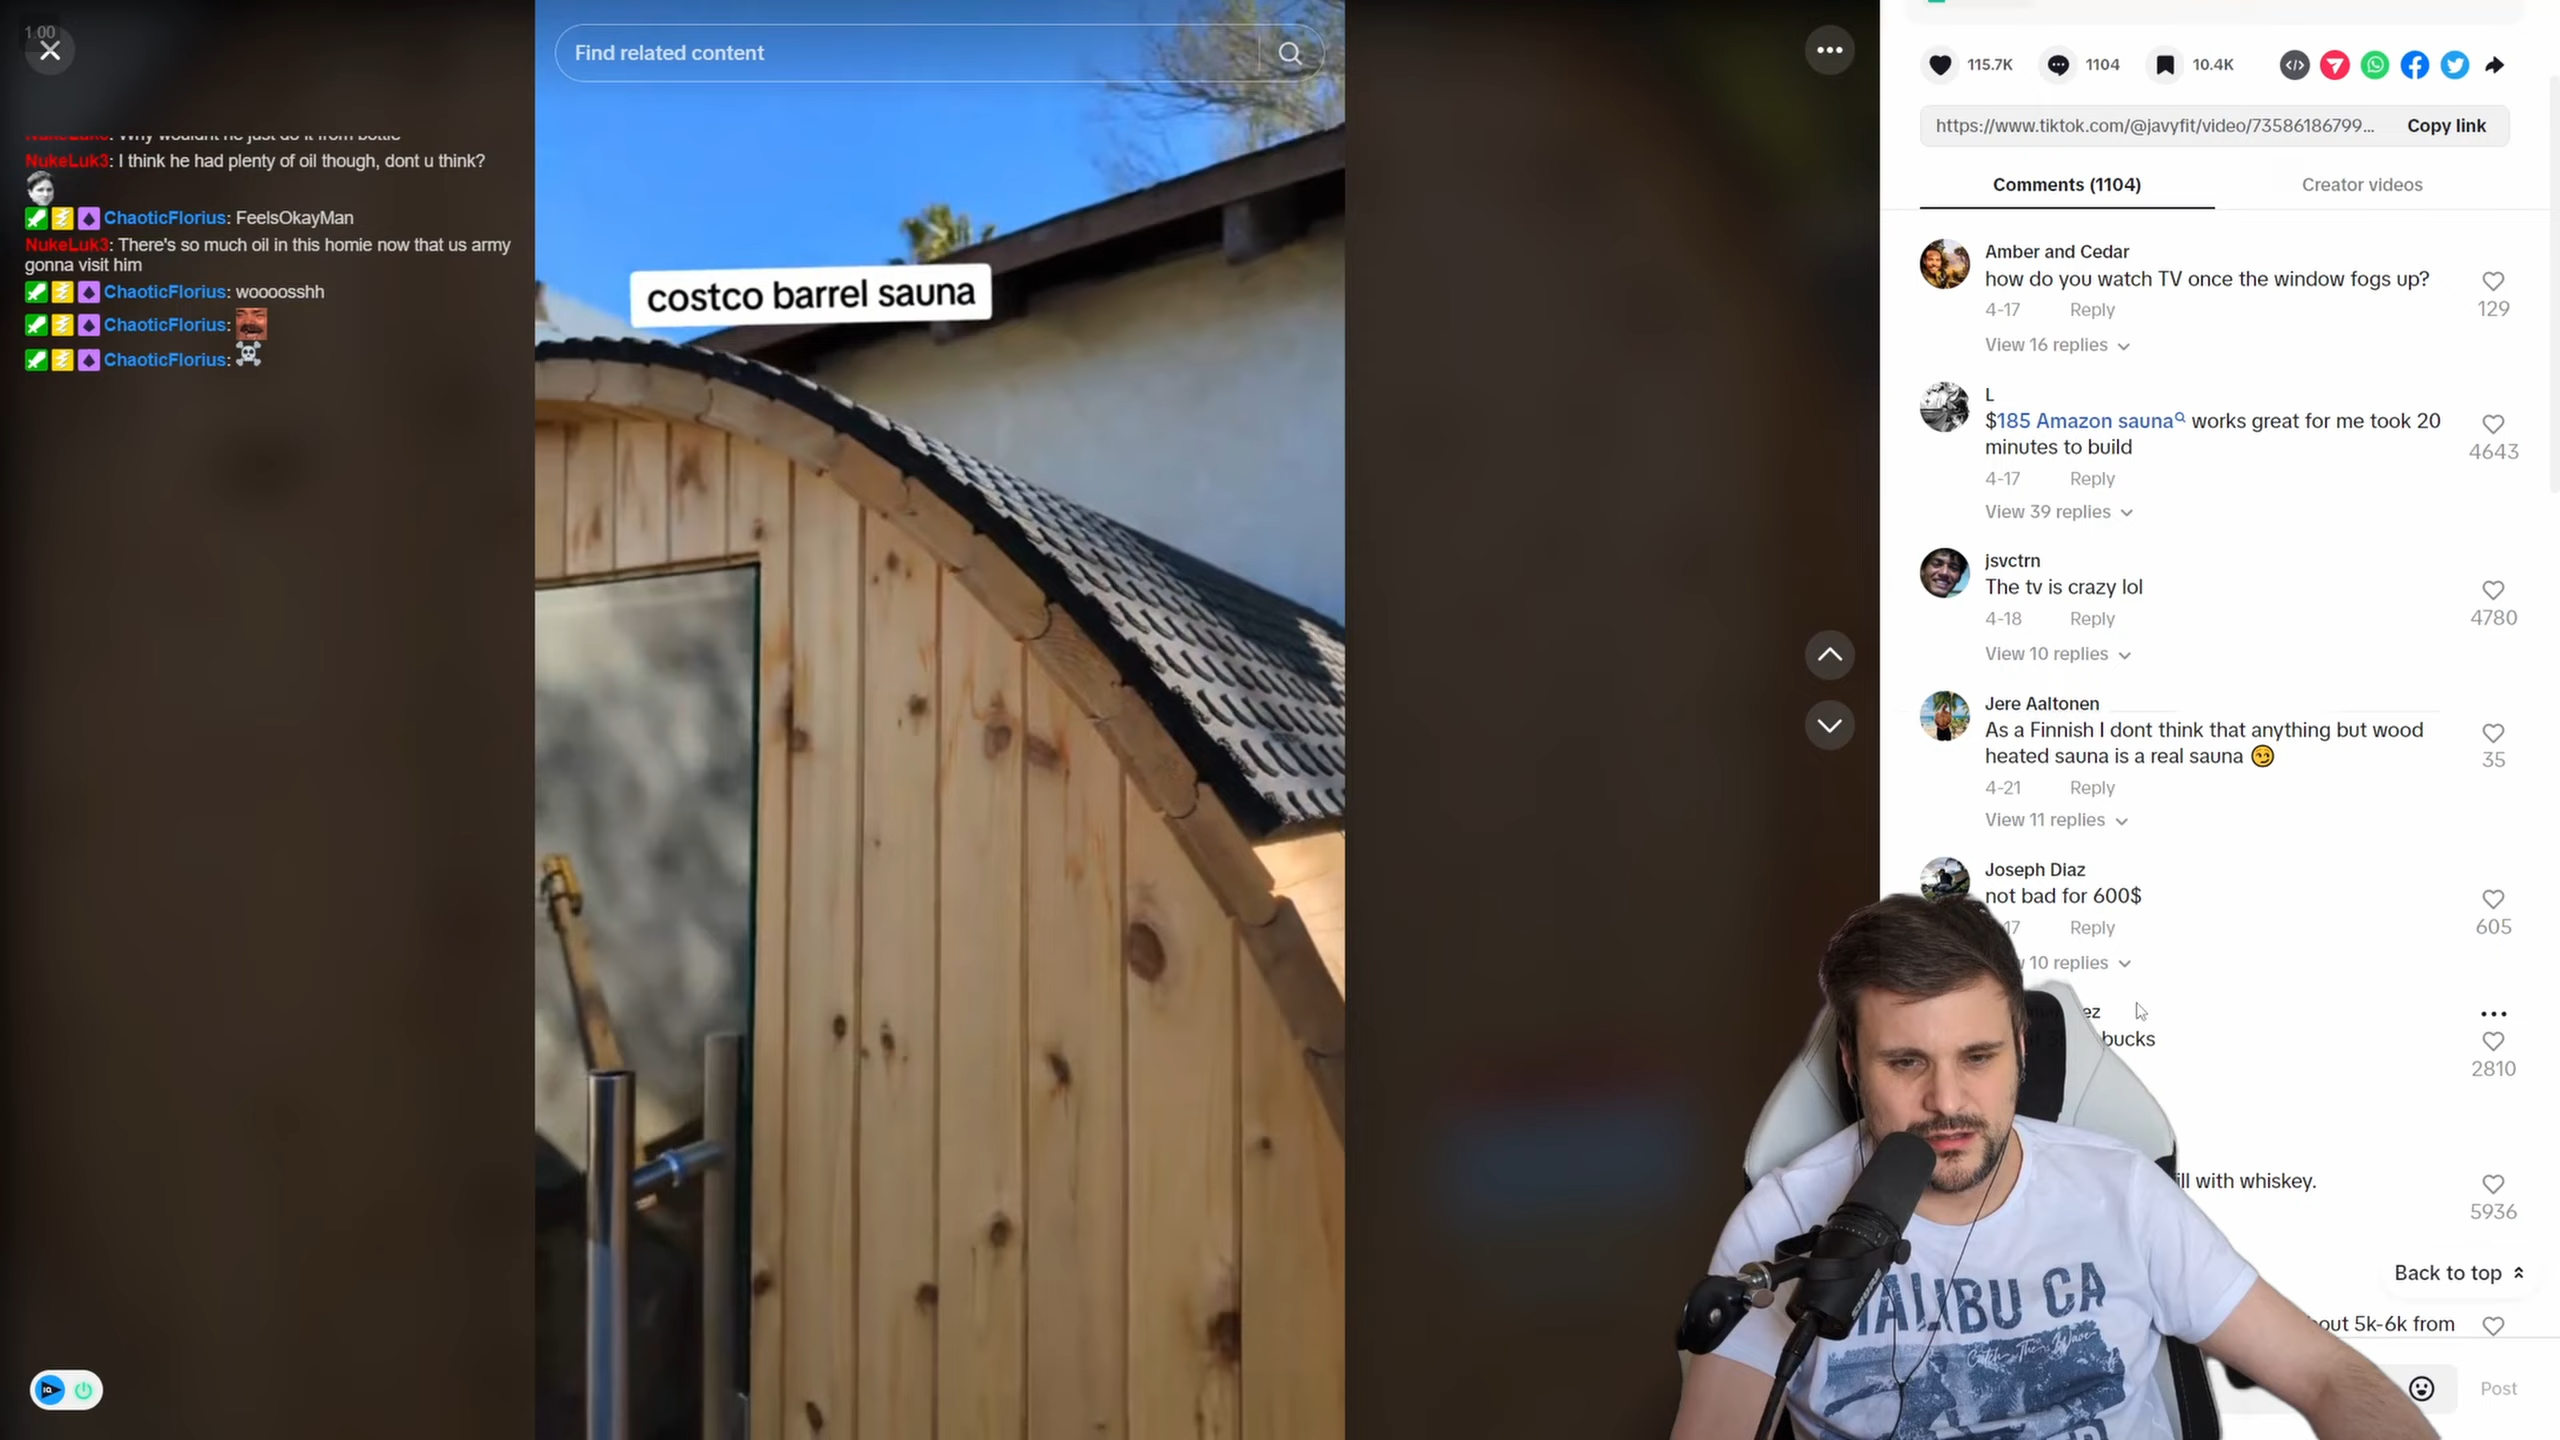 1.00
Find related content
NukeLuk3: Why wouldnt he just do it from bottle
NukeLuk3: I think he had plenty of oil though, dont u think?
ChaoticFlorius: FeelsOkayMan
NukeLuk3: There's so much oil in this homie now that us army
gonna visit him
ChaoticFlorius: woooosshh
ChaoticFlorius:
ChaoticFlorius:
costco barrel sauna
115.7K
1104
10.4K
https://www.tiktok.com/@javyfit/video/73586186799...
Copy link
Comments (1104)
Creator videos
Amber and Cedar
how do you watch TV once the window fogs up?
129
4-17 Reply
View 16 replies
L
$185 Amazon sauna works great for me took 20
minutes to build
4643
4-17 Reply
View 39 replies
jsvctrn
The tv is crazy lol
4780
4-18 Reply
View 10 replies
Jere Aaltonen
As a Finnish I dont think that anything but wood
heated sauna is a real sauna
35
4-21 Reply
View 11 replies
Joseph Diaz
not bad for 600$
605
17 Reply
10 replies
ez
bucks
2810
ill with whiskey.
5936
Back to top
out 5k-6k from
Post
MALIBU CA
Catch The Wave
SHURE